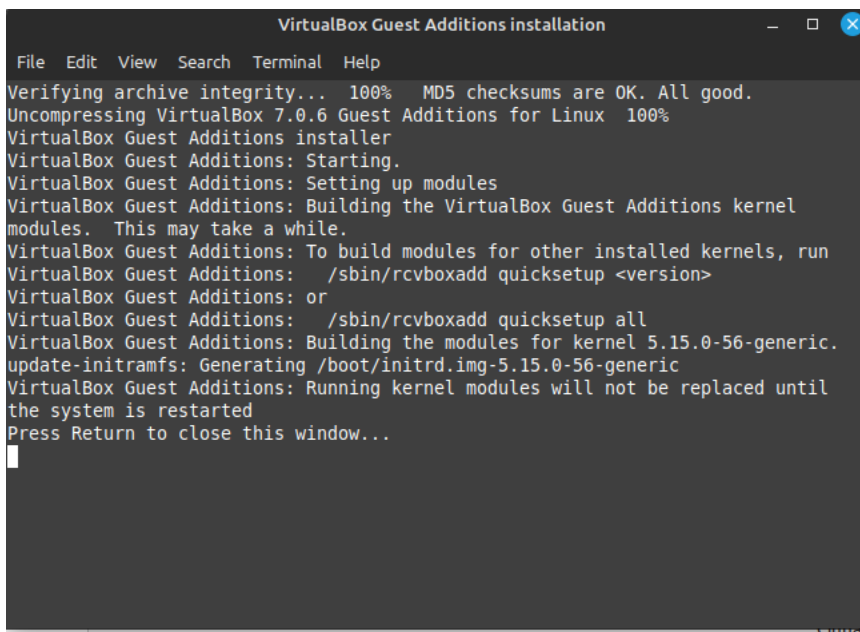 VirtualBox Guest Additions installation
File Edit View Search Terminal Help
Verifying archive integrity...  100%   MD5 checksums are OK. All good.
Uncompressing VirtualBox 7.0.6 Guest Additions for Linux  100%
VirtualBox Guest Additions installer
VirtualBox Guest Additions: Starting.
VirtualBox Guest Additions: Setting up modules
VirtualBox Guest Additions: Building the VirtualBox Guest Additions kernel
modules.  This may take a while.
VirtualBox Guest Additions: To build modules for other installed kernels, run
VirtualBox Guest Additions:   /sbin/rcvboxadd quicksetup <version>
VirtualBox Guest Additions: or
VirtualBox Guest Additions:   /sbin/rcvboxadd quicksetup all
VirtualBox Guest Additions: Building the modules for kernel 5.15.0-56-generic.
update-initramfs: Generating /boot/initrd.img-5.15.0-56-generic
VirtualBox Guest Additions: Running kernel modules will not be replaced until
the system is restarted
Press Return to close this window...